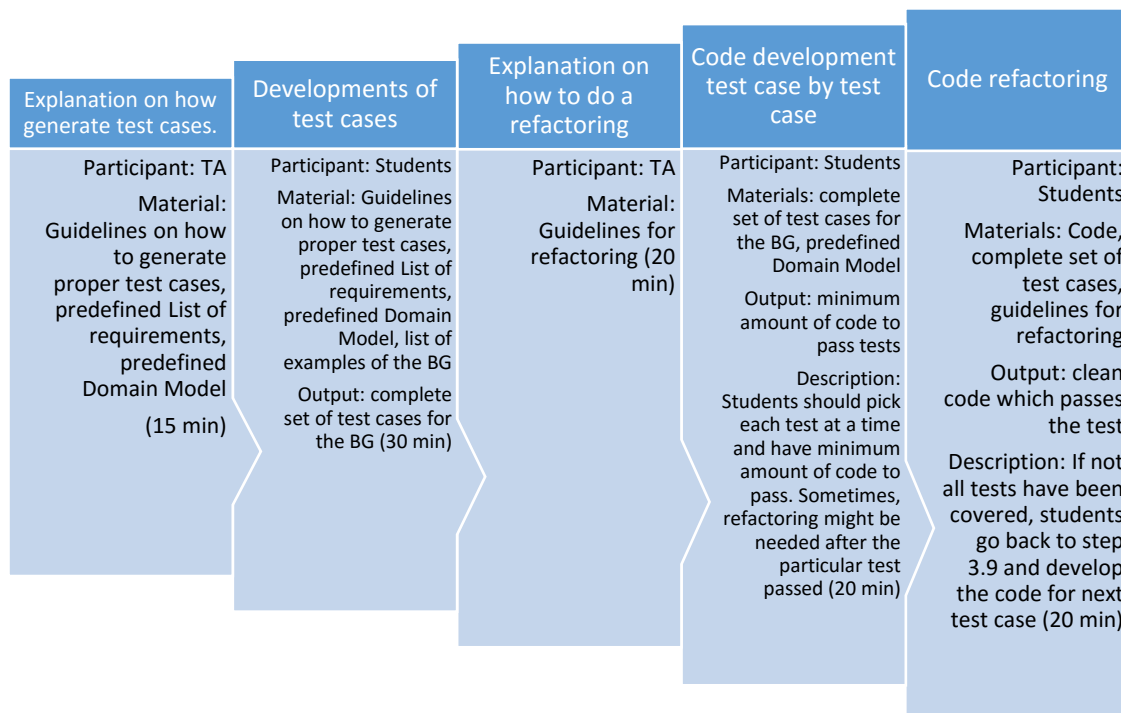 Explanation on how
generate test cases.
Participant: TA
Material:
Guidelines on how
to generate
proper test cases,
predefined List of
requirements,
predefined
Domain Model
(15 min)
Developments of
test cases
Participant: Students
Material: Guidelines
on how to generate
proper test cases,
predefined List of
requirements,
predefined Domain
Model, list of
examples of the BG
Output: complete
set of test cases for
the BG (30 min)
Explanation on
how to do a
refactoring
Participant: TA
Material:
Guidelines for
refactoring (20
min)
Code development
test case by test
case
Participant: Students
Materials: complete
set of test cases for
the BG, predefined
Domain Model
Output: minimum
amount of code to
pass tests
Description:
Students should pick
each test at a time
and have minimum
amount of code to
pass. Sometimes,
refactoring might be
needed after the
particular test
passed (20 min)
Code refactoring
Participant:
Students
Materials: Code,
complete set of
test cases,
guidelines for
refactoring
Output: clean
code which passes
the test
Description: If not
all tests have been
covered, students
go back to step
3.9 and develop
the code for next
test case (20 min)